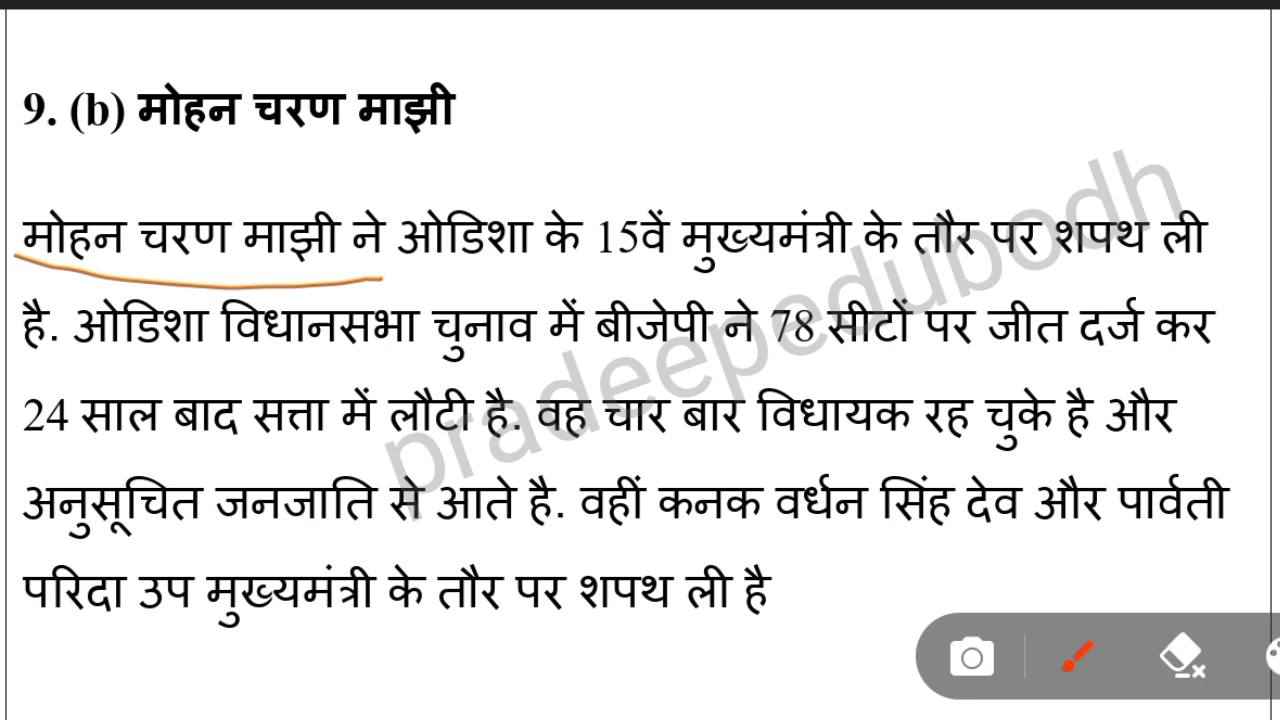 9. (b) मोहन चरण माझी
मोहन चरण माझी ने ओडिशा के 15वें मुख्यमंत्री के तौर पर शपथ ली
है. ओडिशा विधानसभा चुनाव में बीजेपी ने 78 सीटों पर जीत दर्ज कर
24 साल बाद सत्ता में लौटी है. वह चार बार विधायक रह चुके है और
अनुसूचित जनजाति से आते है. वहीं कनक वर्धन सिंह देव और पार्वती
परिदा उप मुख्यमंत्री के तौर पर शपथ ली है
pradeepedubodh